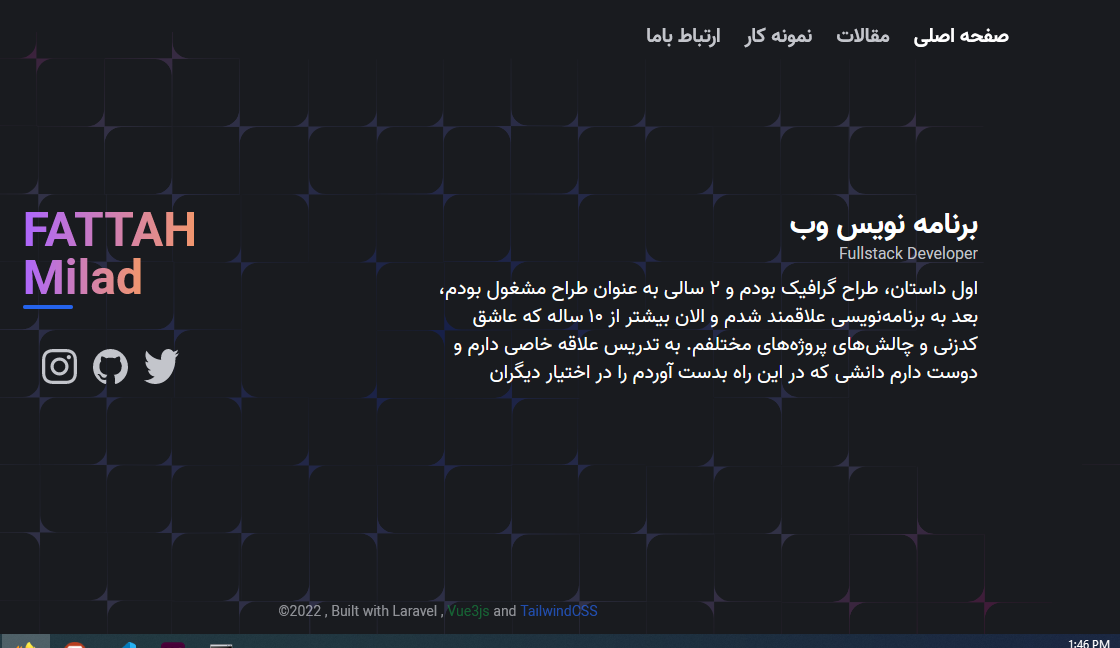 صفحه اصلی مقالات نمونه کار ارتباط باما
برنامه نویس وب
Fullstack Developer
اول داستان، طراح گرافیک بودم و ۲ سالی به عنوان طراح مشغول بودم،
بعد به برنامه‌نویسی علاقمند شدم و الان بیشتر از ۱۰ ساله که عاشق
کدزنی و چالش‌های پروژه‌های مختلفم. به تدریس علاقه خاصی دارم و
دوست دارم دانشی که در این راه بدست آوردم را در اختیار دیگران
FATTAH
Milad
©2022 , Built with Laravel , Vue3js and TailwindCSS
1:46 PM